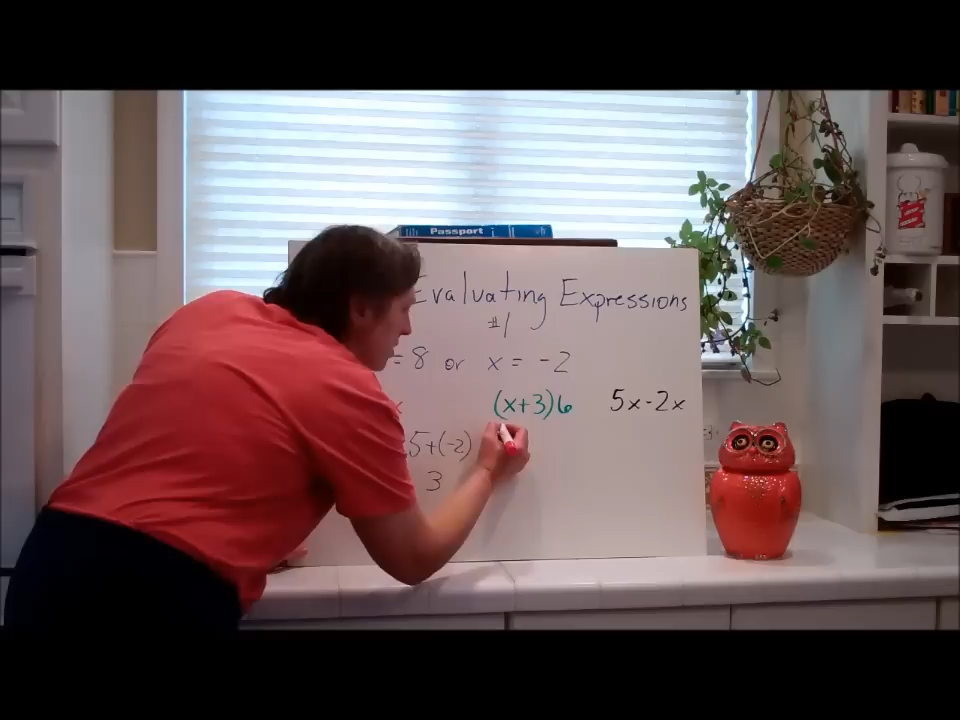 Passport
Evaluating Expressions
#1
= 8 or x = -2
x (x+3)6 5x-2x
5+(-2)
3